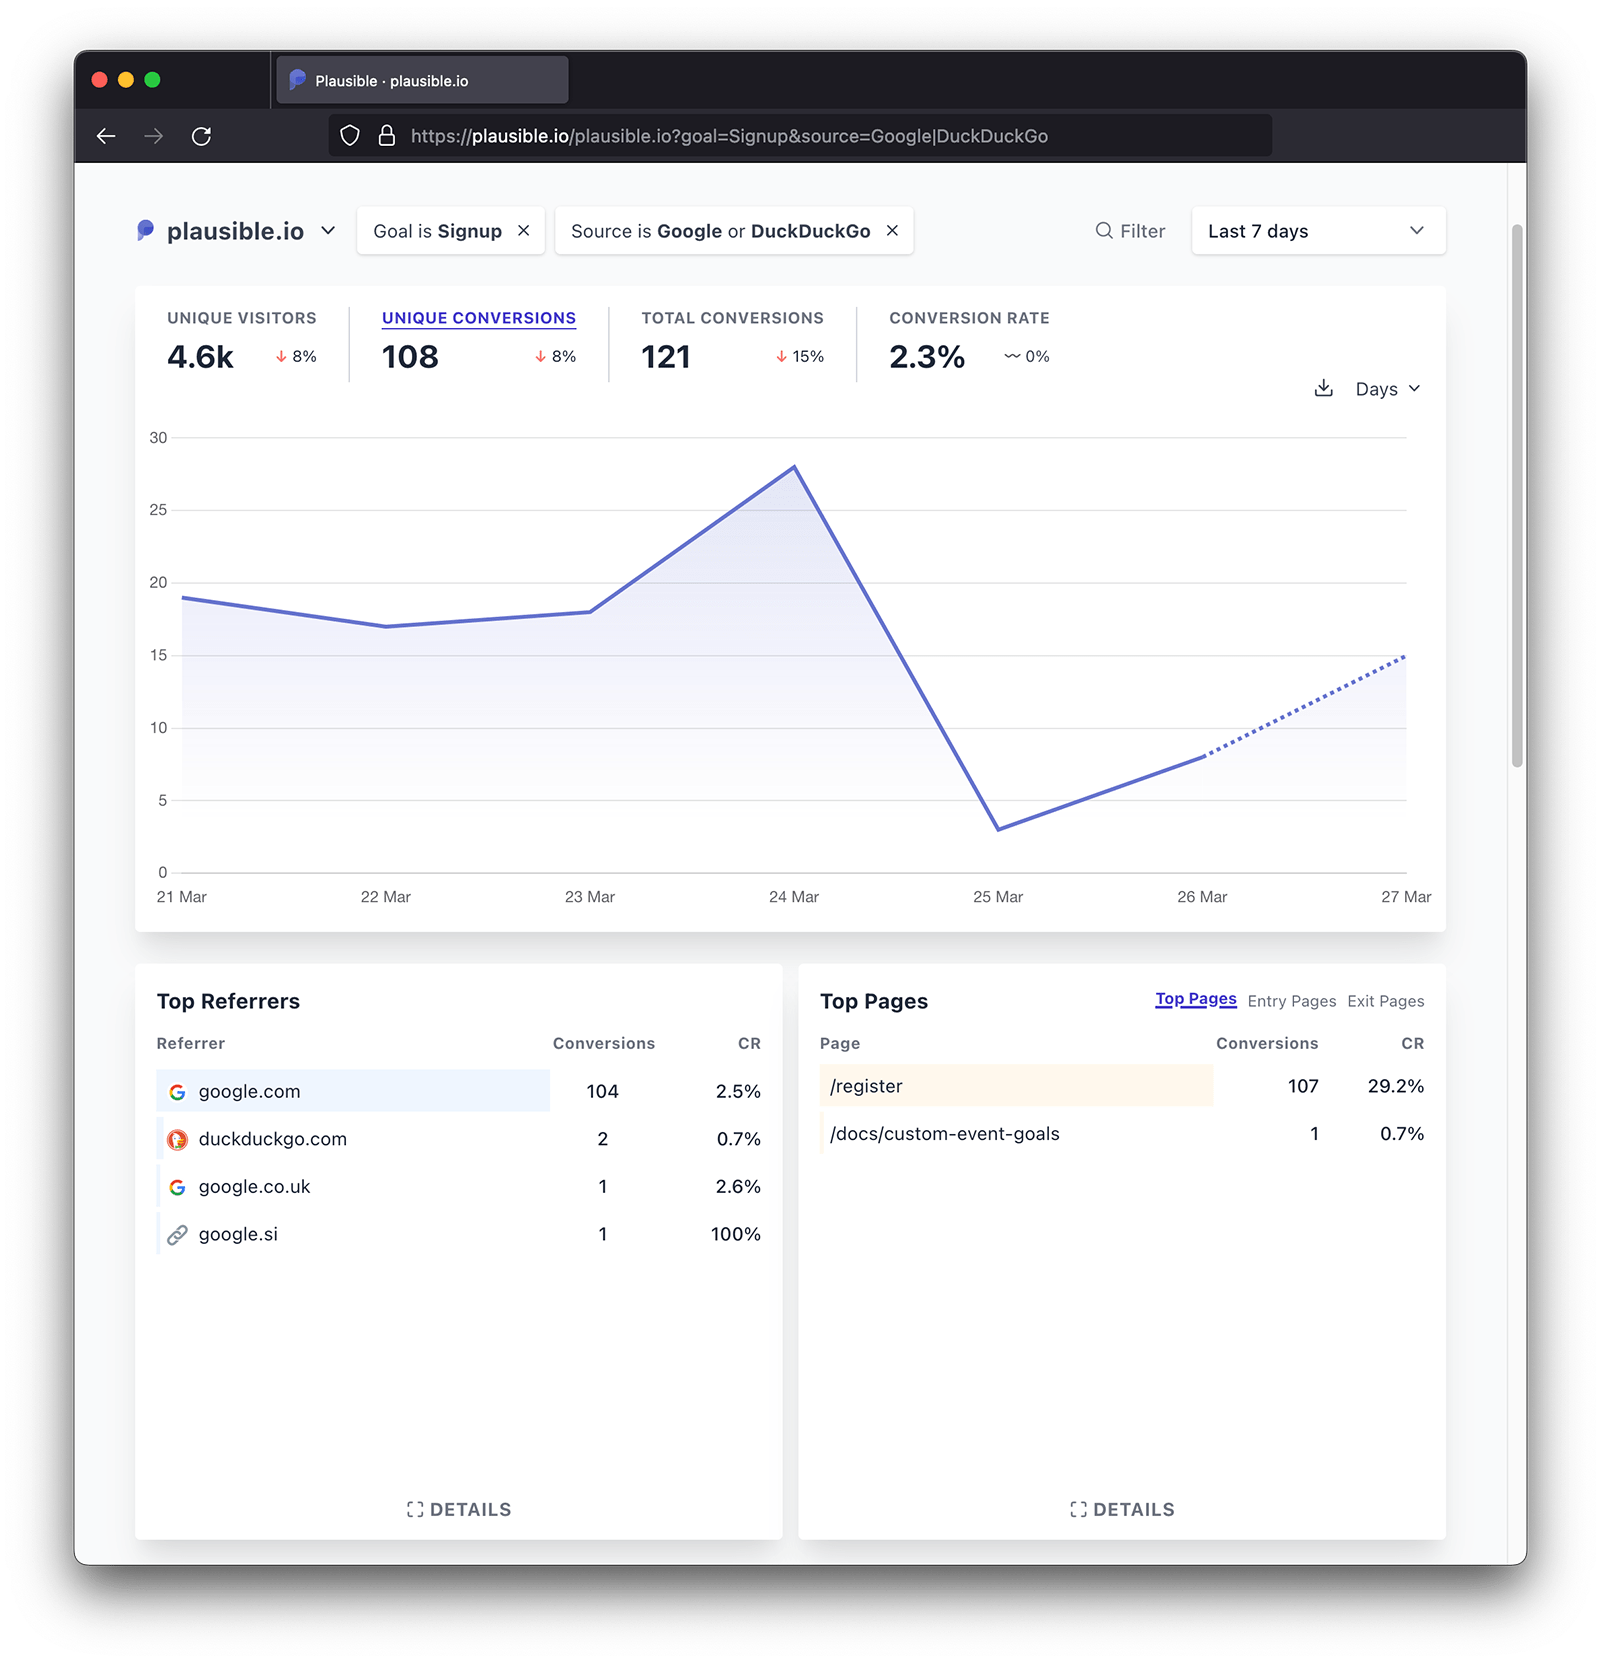 Plausible · plausible.io
https://plausible.io/plausible.io?goal=Signup&source=Google|DuckDuckGo
plausible.io Goal is Signup × Source is Google or DuckDuckGo × Filter Last 7 days
UNIQUE VISITORS UNIQUE CONVERSIONS TOTAL CONVERSIONS CONVERSION RATE
4.6k 8% 108 8% 121 15% 2.3% 0%
Days
30
25
20
15
10
5
0
21 Mar 22 Mar 23 Mar 24 Mar 25 Mar 26 Mar 27 Mar
Top Referrers
Referrer Conversions CR
google.com 104 2.5%
duckduckgo.com 2 0.7%
google.co.uk 1 2.6%
google.si 1 100%
DETAILS
Top Pages Top Pages Entry Pages Exit Pages
Page Conversions CR
/register 107 29.2%
/docs/custom-event-goals 1 0.7%
DETAILS